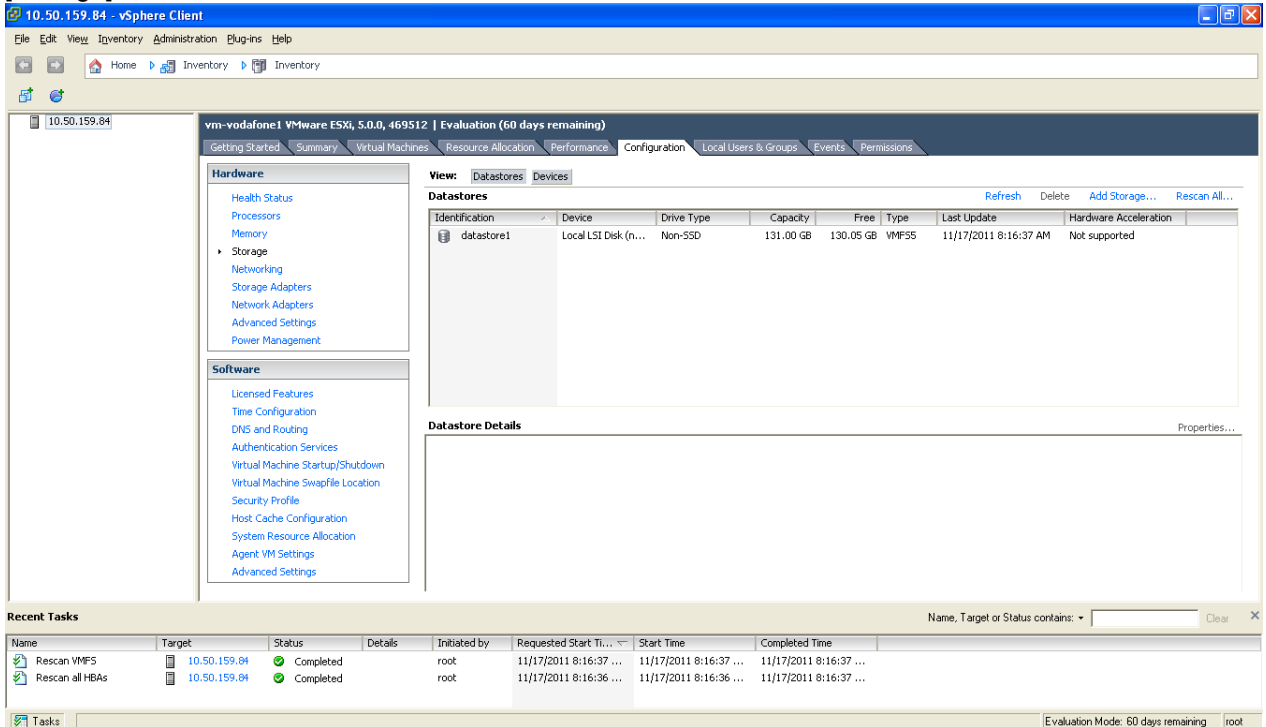 10.50.159.84 - vSphere Client
File Edit View Inventory Administration Plug-ins Help
Home Inventory Inventory
10.50.159.84
vm-vodafone1 VMware ESXi, 5.0.0, 469512 | Evaluation (60 days remaining)
Getting Started Summary Virtual Machines Resource Allocation Performance Configuration Local Users & Groups Events Permissions
Hardware
Health Status
Processors
Memory
Storage
Networking
Storage Adapters
Network Adapters
Advanced Settings
Power Management
Software
Licensed Features
Time Configuration
DNS and Routing
Authentication Services
Virtual Machine Startup/Shutdown
Virtual Machine Swapfile Location
Security Profile
Host Cache Configuration
System Resource Allocation
Agent VM Settings
Advanced Settings
View: Datastores Devices
Datastores Refresh Delete Add Storage... Rescan All...
Identification Device Drive Type Capacity Free Type Last Update Hardware Acceleration
datastore1 Local LSI Disk (n... Non-SSD 131.00 GB 130.05 GB VMFS5 11/17/2011 8:16:37 AM Not supported
Datastore Details Properties...
Recent Tasks Name, Target or Status contains: Clear
Name Target Status Details Initiated by Requested Start Ti... Start Time Completed Time
Rescan VMFS 10.50.159.84 Completed root 11/17/2011 8:16:37 ... 11/17/2011 8:16:37 ... 11/17/2011 8:16:37 ...
Rescan all HBAs 10.50.159.84 Completed root 11/17/2011 8:16:36 ... 11/17/2011 8:16:36 ... 11/17/2011 8:16:37 ...
Tasks Evaluation Mode: 60 days remaining root